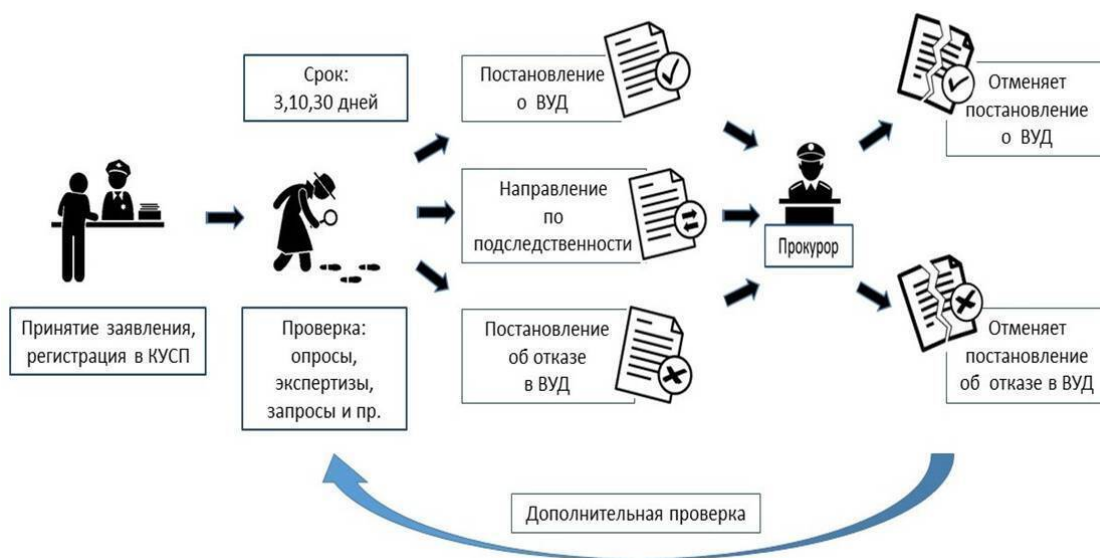 Срок:
3,10,30 дней
Постановление
о ВУД
Отменяет
постановление
о ВУД
Направление
по
подследственности
Прокурор
Принятие заявления,
регистрация в КУСП
Проверка:
опросы,
экспертизы,
запросы и пр.
Постановление
об отказе
в ВУД
Отменяет
постановление
об отказе в ВУД
Дополнительная проверка